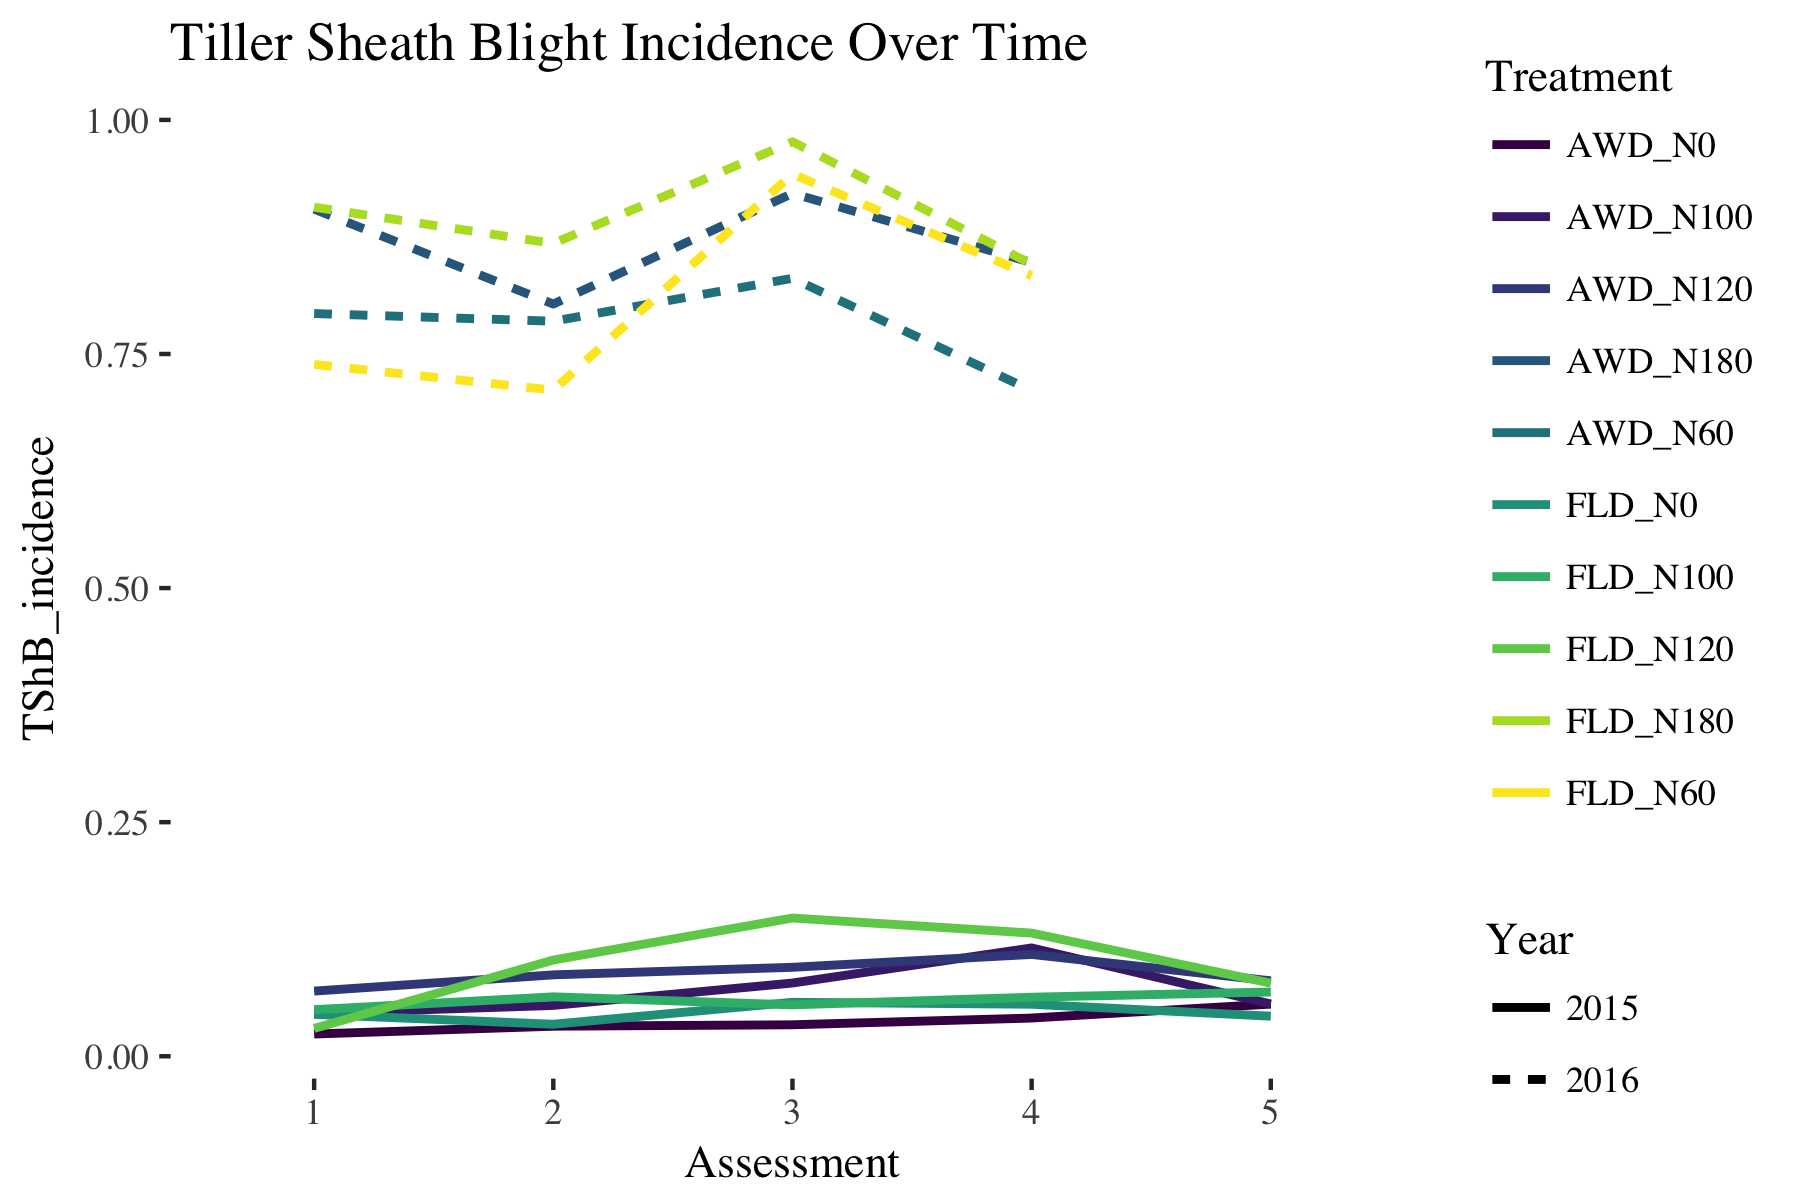 Tiller Sheath Blight Incidence Over Time
TShB_incidence
1.00
0.75
0.50
0.25
0.00
1
2
3
4
5
Assessment
Treatment
AWD_N0
AWD_N100
AWD_N120
AWD_N180
AWD_N60
FLD_N0
FLD_N100
FLD_N120
FLD_N180
FLD_N60
Year
2015
2016